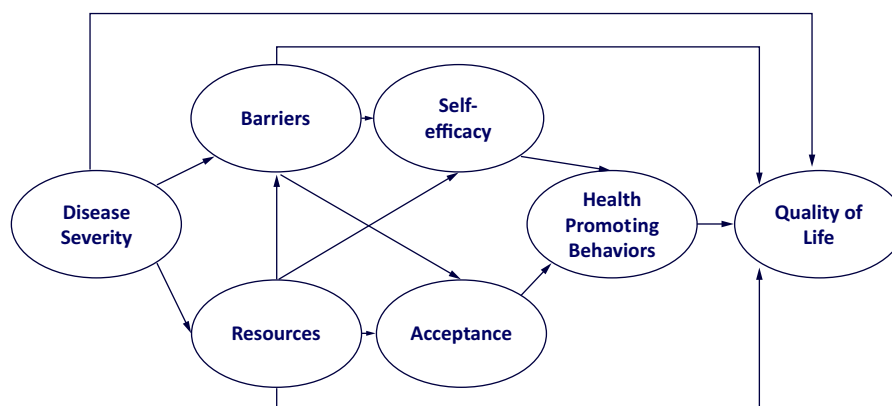 Barriers
Self-
efficacy
Disease
Severity
Health
Promoting
Behaviors
Quality of
Life
Resources
Acceptance